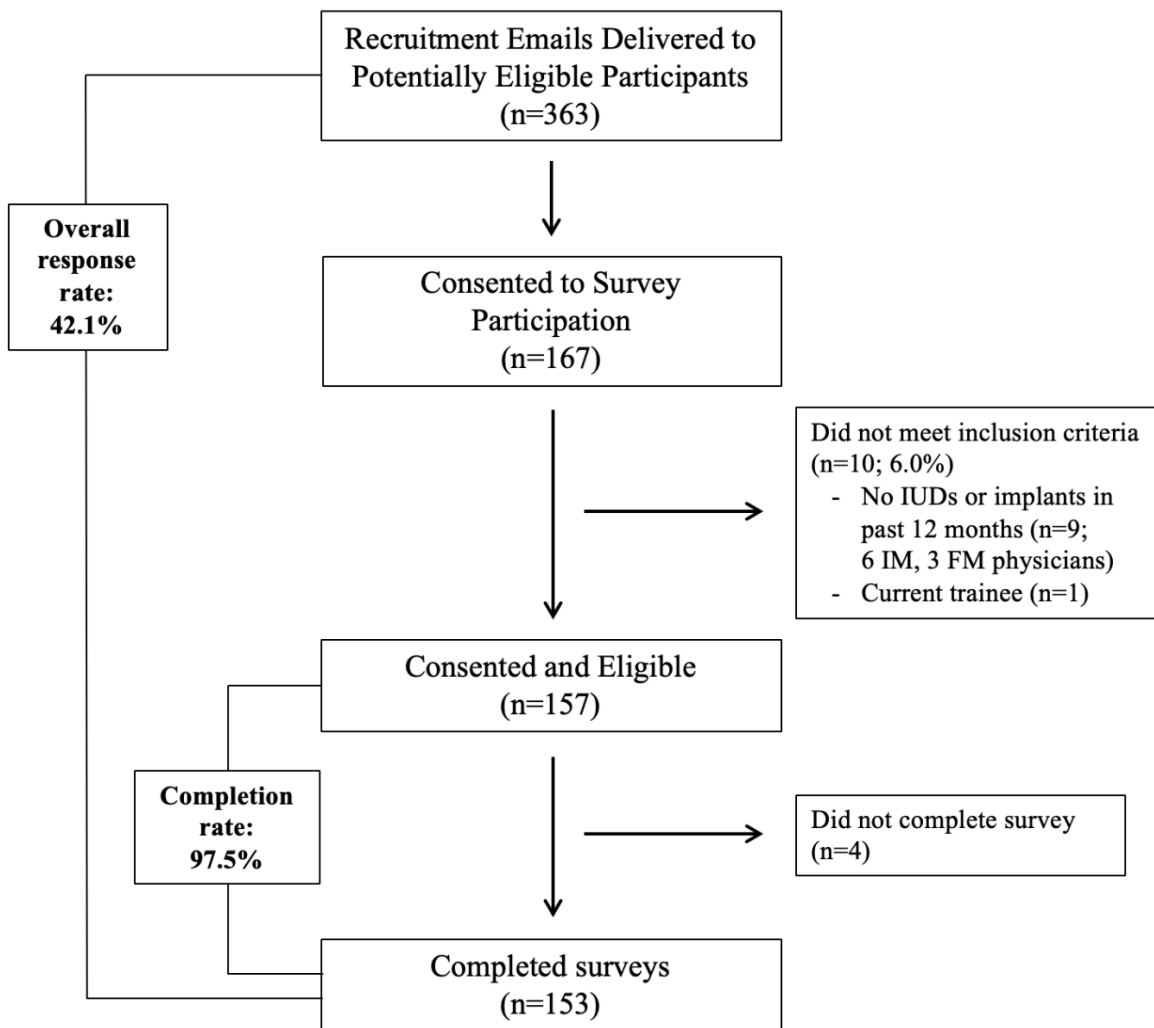 Recruitment Emails Delivered to
Potentially Eligible Participants
(n=363)
Overall
response
rate:
42.1%
Consented to Survey
Participation
(n=167)
Did not meet inclusion criteria
(n=10; 6.0%)
- No IUDs or implants in
past 12 months (n=9;
6 IM, 3 FM physicians)
- Current trainee (n=1)
Consented and Eligible
(n=157)
Completion
rate:
97.5%
Did not complete survey
(n=4)
Completed surveys
(n=153)